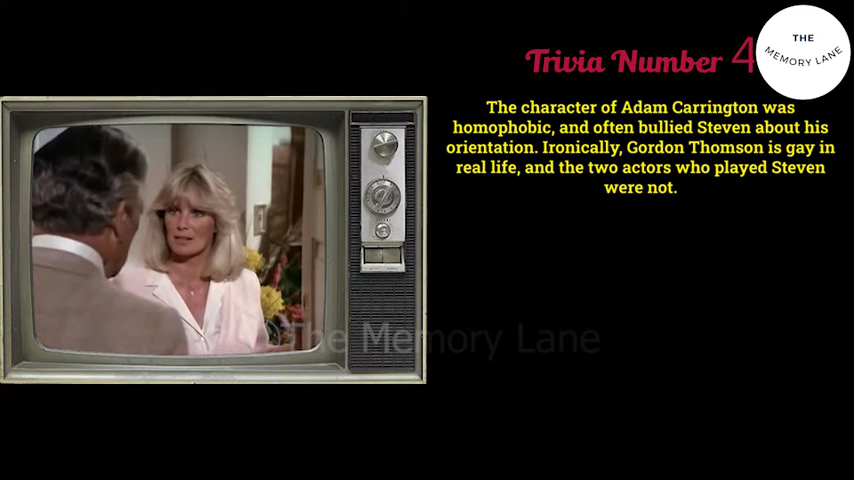 Trivia Number 4
THE
MEMORY LANE
The character of Adam Carrington was
homophobic, and often bullied Steven about his
orientation. Ironically, Gordon Thomson is gay in
real life, and the two actors who played Steven
were not.
©The Memory Lane